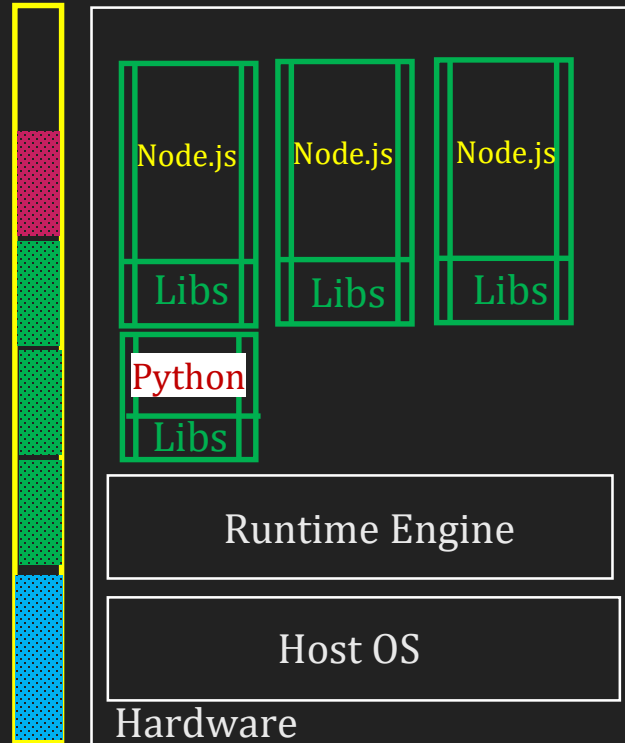 Node.js
Node.js
Node.js
Libs
Libs
Libs
Python
Libs
Runtime Engine
Host OS
Hardware